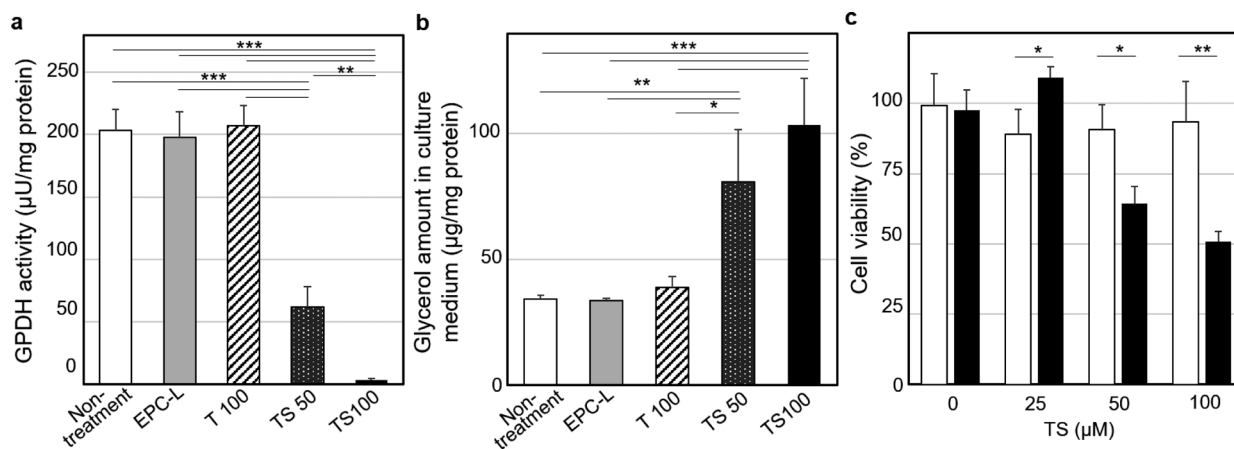 a
GPDH activity (µU/mg protein)
250
200
150
100
50
0
***
***
**
Non-
treatment
EPC-L
T 100
TS 50
TS100
b
Glycerol amount in culture
medium (µg/mg protein)
100
50
0
***
**
*
Non-
treatment
EPC-L
T 100
TS 50
TS100
c
Cell viability (%)
100
75
50
25
0
*
*
**
0
25
50
100
TS (µM)